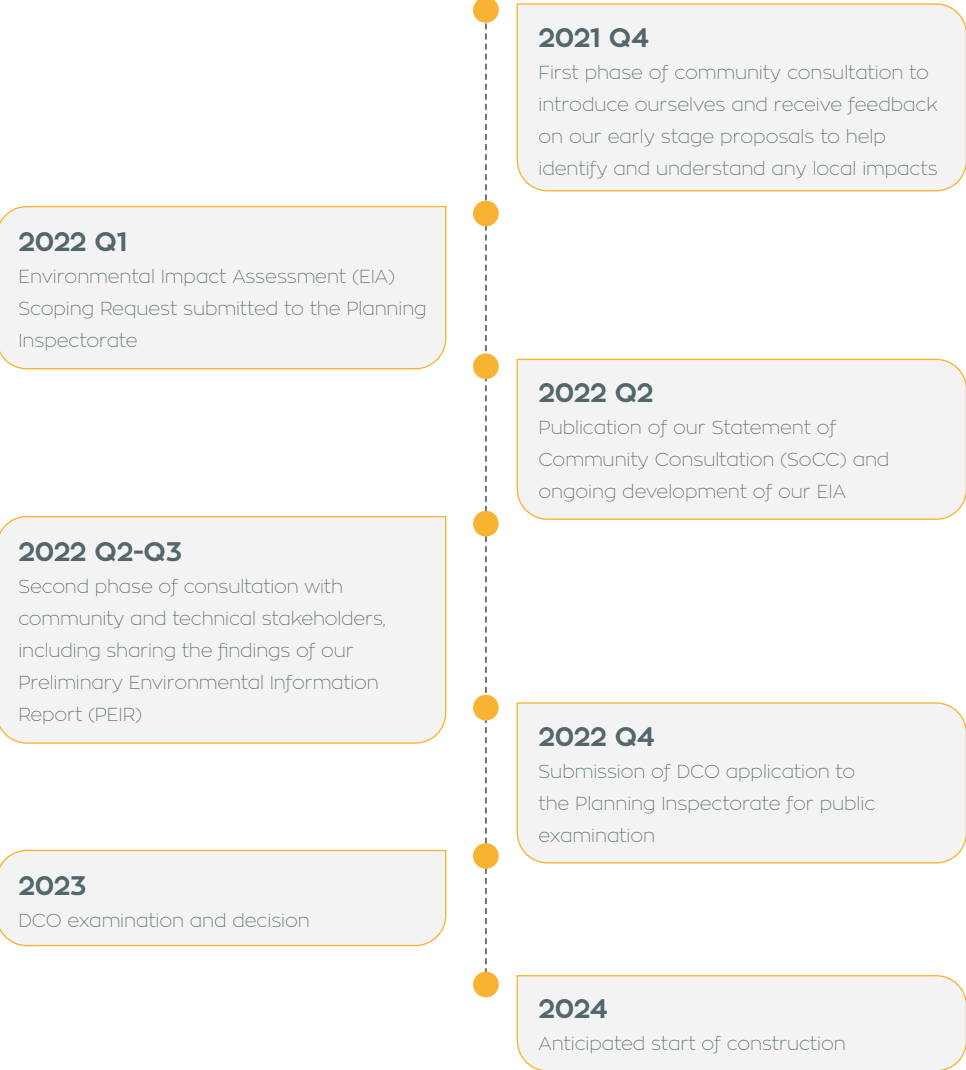 2021 Q4
First phase of community consultation to
introduce ourselves and receive feedback
on our early stage proposals to help
identify and understand any local impacts
2022 Q1
Environmental Impact Assessment (EIA)
Scoping Request submitted to the Planning
Inspectorate
2022 Q2
Publication of our Statement of
Community Consultation (SoCC) and
ongoing development of our EIA
2022 Q2-Q3
Second phase of consultation with
community and technical stakeholders,
including sharing the findings of our
Preliminary Environmental Information
Report (PEIR)
2022 Q4
Submission of DCO application to
the Planning Inspectorate for public
examination
2023
DCO examination and decision
2024
Anticipated start of construction